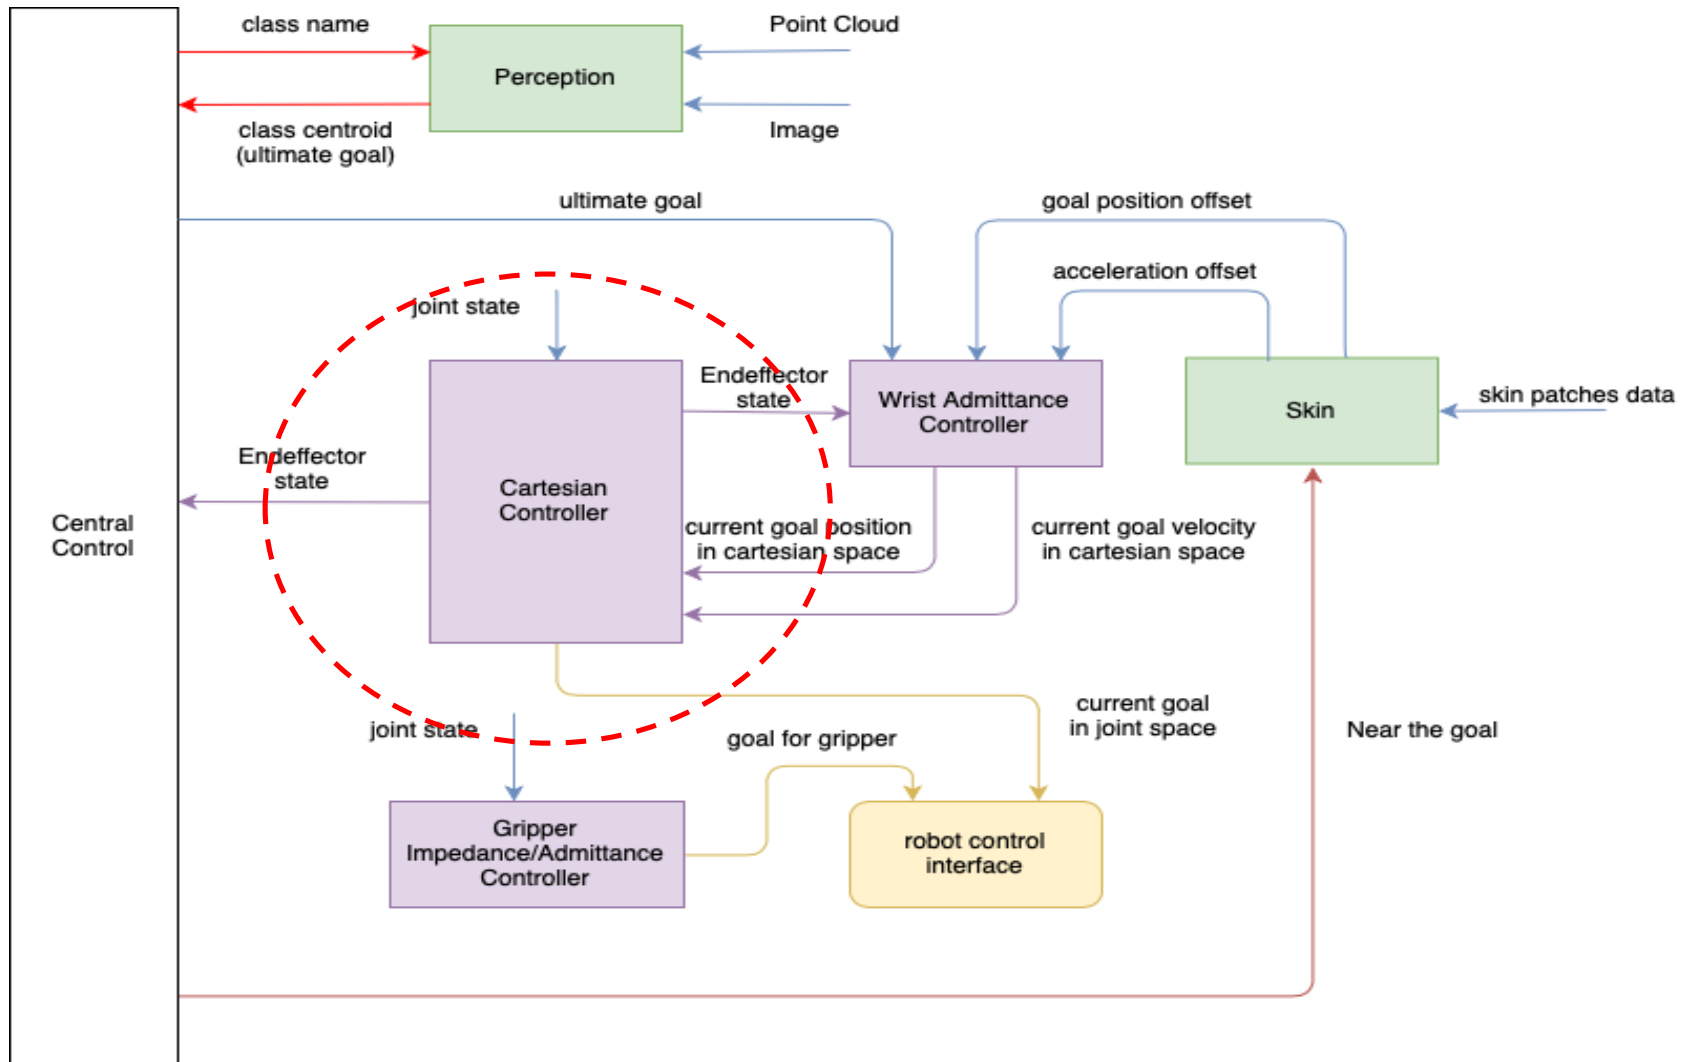 class name
Point Cloud
Perception
Image
class centroid
(ultimate goal)
ultimate goal
goal position offset
acceleration offset
joint state
Endeffector
state
Wrist Admittance
Controller
Skin
skin patches data
Endeffector
state
Cartesian
Controller
Central
Control
current goal position
in cartesian space
current goal velocity
in cartesian space
joint state
current goal
in joint space
Near the goal
goal for gripper
Gripper
Impedance/Admittance
Controller
robot control
interface